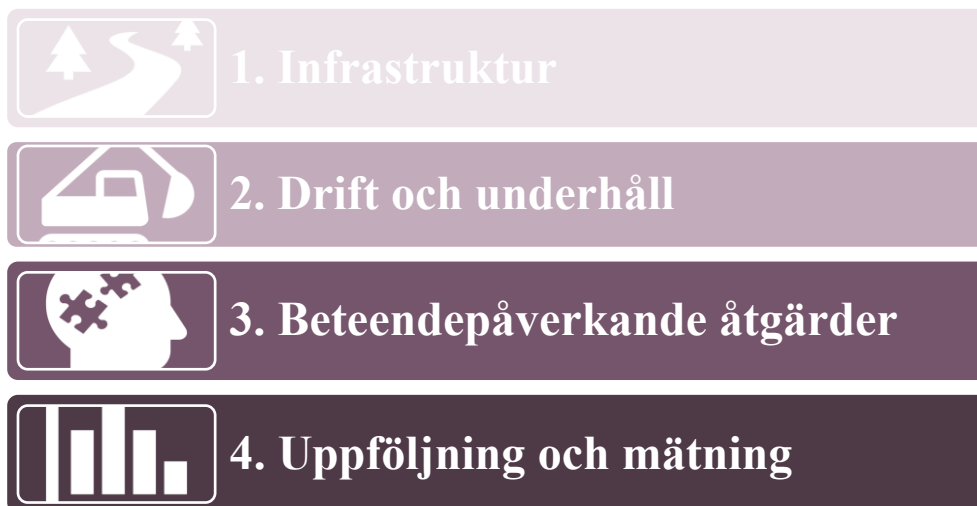 1. Infrastruktur
2. Drift och underhåll
3. Beteendepåverkande åtgärder
4. Uppföljning och mätning